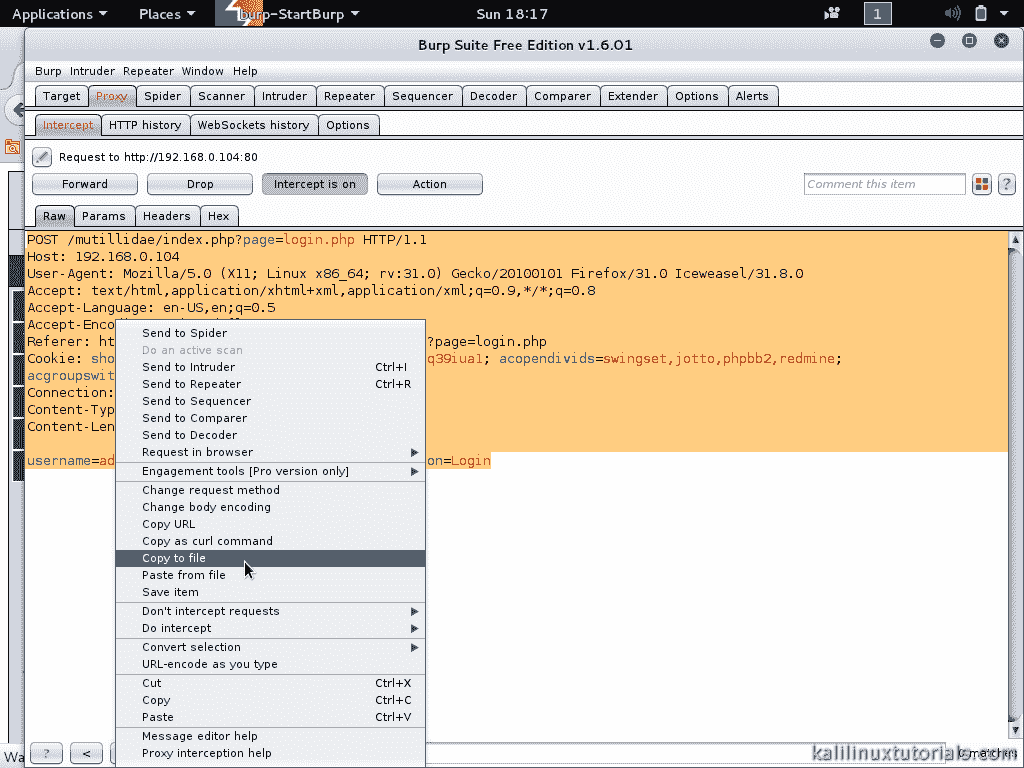 Applications Places burp-StartBurp Sun 18:17 1
Burp Suite Free Edition v1.6.01
Burp Intruder Repeater Window Help
Target Proxy Spider Scanner Intruder Repeater Sequencer Decoder Comparer Extender Options Alerts
Intercept HTTP history WebSockets history Options
Request to http://192.168.0.104:80
Forward Drop Intercept is on Action Comment this item ?
Raw Params Headers Hex
POST /mutillidae/index.php?page=login.php HTTP/1.1
Host: 192.168.0.104
User-Agent: Mozilla/5.0 (X11; Linux x86_64; rv:31.0) Gecko/20100101 Firefox/31.0 Iceweasel/31.8.0
Accept: text/html,application/xhtml+xml,application/xml;q=0.9,*/*;q=0.8
Accept-Language: en-US,en;q=0.5
Accept-Enco
Referer: ht ?page=login.php
Cookie: sho q39iua1; acopendivids=swingset,jotto,phpbb2,redmine;
acgroupswit
Connection:
Content-Typ
Content-Len
username=ad on=Login
Send to Spider
Do an active scan
Send to Intruder Ctrl+I
Send to Repeater Ctrl+R
Send to Sequencer
Send to Comparer
Send to Decoder
Request in browser
Engagement tools [Pro version only]
Change request method
Change body encoding
Copy URL
Copy as curl command
Copy to file
Paste from file
Save item
Don't intercept requests
Do intercept
Convert selection
URL-encode as you type
Cut Ctrl+X
Copy Ctrl+C
Paste Ctrl+V
Message editor help
Proxy interception help
Wa ? < 0 matches
kalilinuxtutorials.com